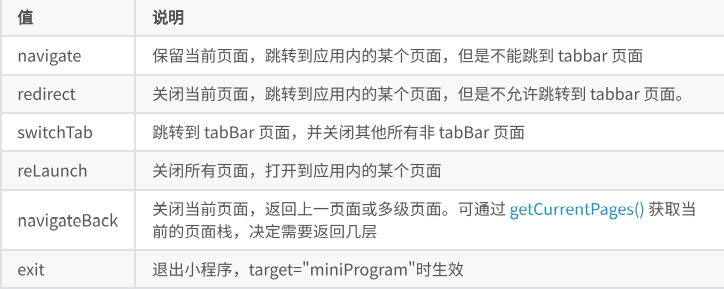 值 说明
navigate 保留当前页面，跳转到应用内的某个页面，但是不能跳到 tabbar 页面
redirect 关闭当前页面，跳转到应用内的某个页面，但是不允许跳转到 tabbar 页面。
switchTab 跳转到 tabBar 页面，并关闭其他所有非 tabBar 页面
reLaunch 关闭所有页面，打开到应用内的某个页面
navigateBack 关闭当前页面，返回上一页面或多级页面。可通过 getCurrentPages() 获取当
前的页面栈，决定需要返回几层
exit 退出小程序，target="miniProgram"时生效